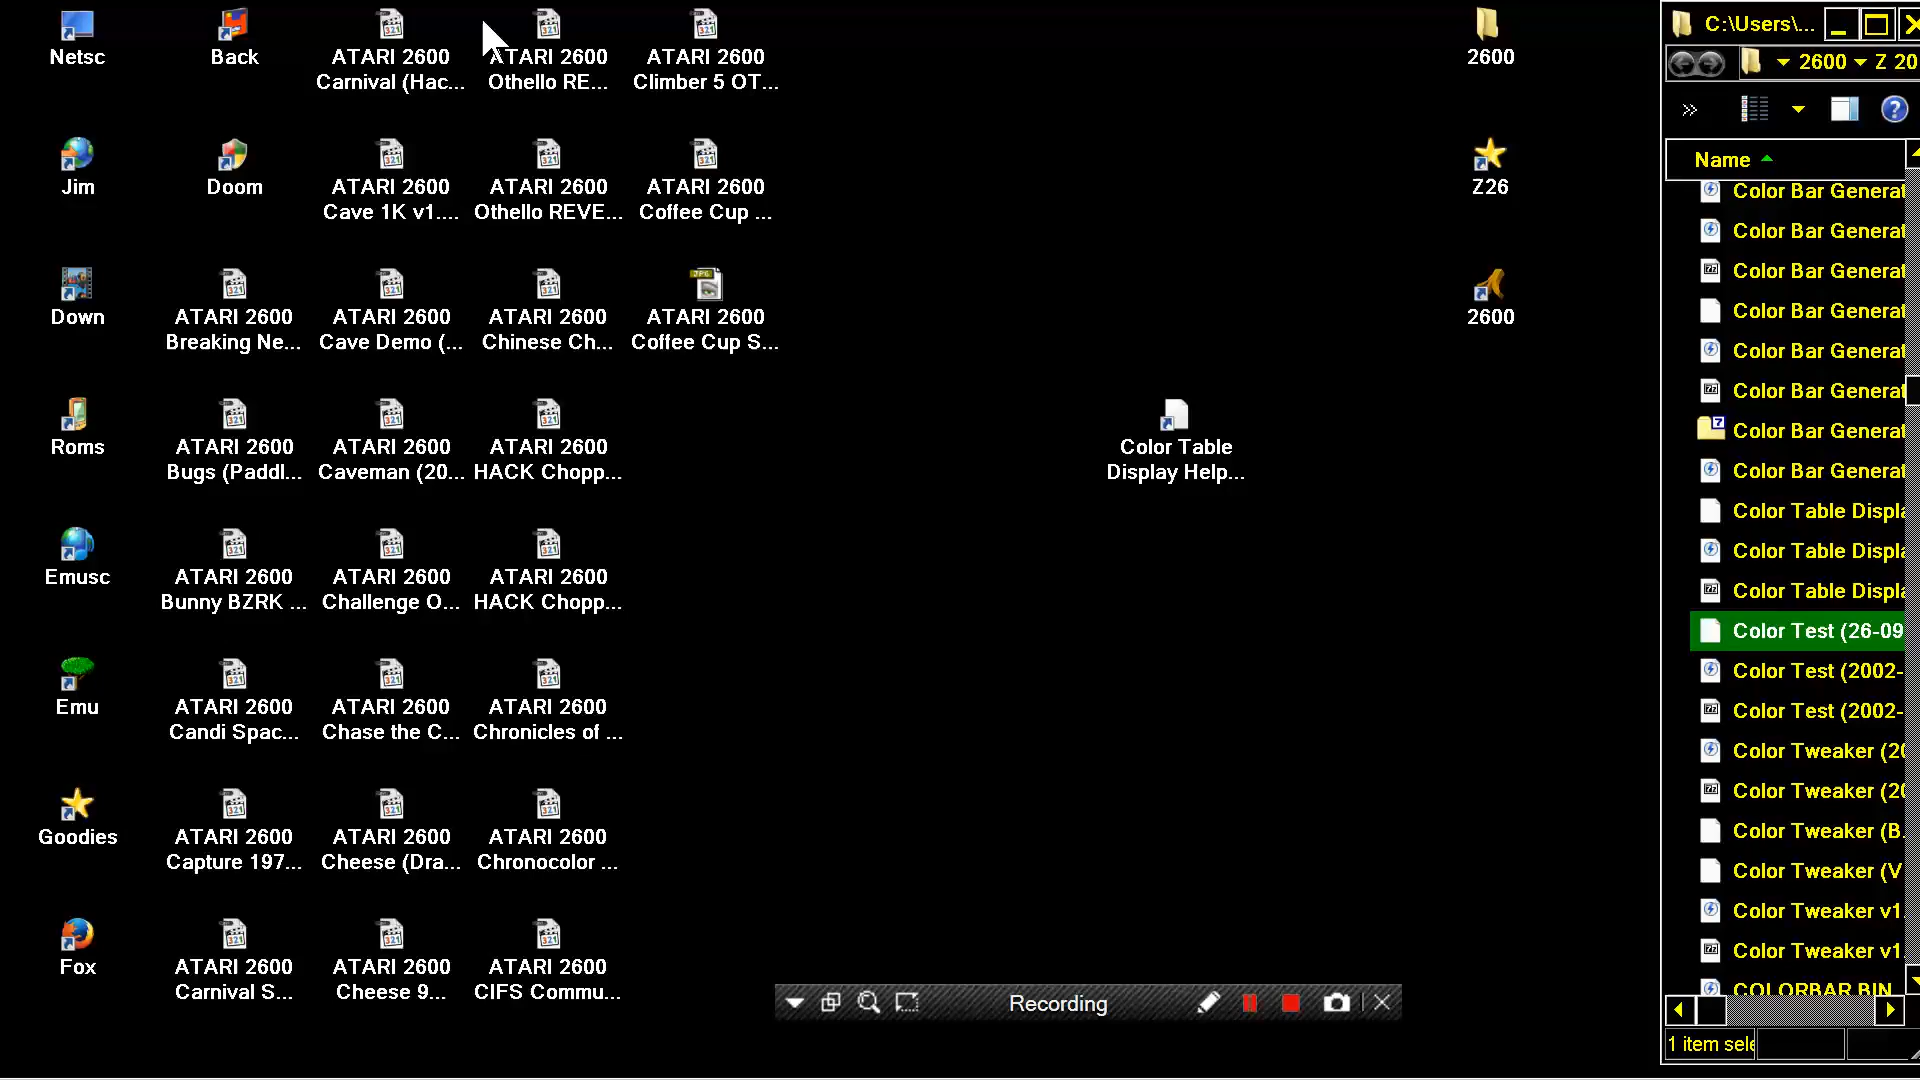 Netsc
Back
ATARI 2600
Carnival (Hac...
ATARI 2600
Othello RE...
ATARI 2600
Climber 5 OT...
2600
Jim
Doom
ATARI 2600
Cave 1K v1....
ATARI 2600
Othello REVE...
ATARI 2600
Coffee Cup ...
Z26
Down
ATARI 2600
Breaking Ne...
ATARI 2600
Cave Demo (...
ATARI 2600
Chinese Ch...
ATARI 2600
Coffee Cup S...
2600
Roms
ATARI 2600
Bugs (Paddl...
ATARI 2600
Caveman (20...
ATARI 2600
HACK Chopp...
Color Table
Display Help...
Emusc
ATARI 2600
Bunny BZRK ...
ATARI 2600
Challenge O...
ATARI 2600
HACK Chopp...
Emu
ATARI 2600
Candi Spac...
ATARI 2600
Chase the C...
ATARI 2600
Chronicles of ...
Goodies
ATARI 2600
Capture 197...
ATARI 2600
Cheese (Dra...
ATARI 2600
Chronocolor ...
Fox
ATARI 2600
Carnival S...
ATARI 2600
Cheese 9...
ATARI 2600
CIFS Commu...
Recording
C:\Users\...
2600 Z 20
Name
Color Bar Generat
Color Bar Generat
Color Bar Generat
Color Bar Generat
Color Bar Generat
Color Bar Generat
Color Bar Generat
Color Bar Generat
Color Table Displa
Color Table Displa
Color Table Displa
Color Test (26-09
Color Test (2002-
Color Test (2002-
Color Tweaker (20
Color Tweaker (20
Color Tweaker (B.
Color Tweaker (V
Color Tweaker v1
Color Tweaker v1
COLORBAR.BIN
1 item sele